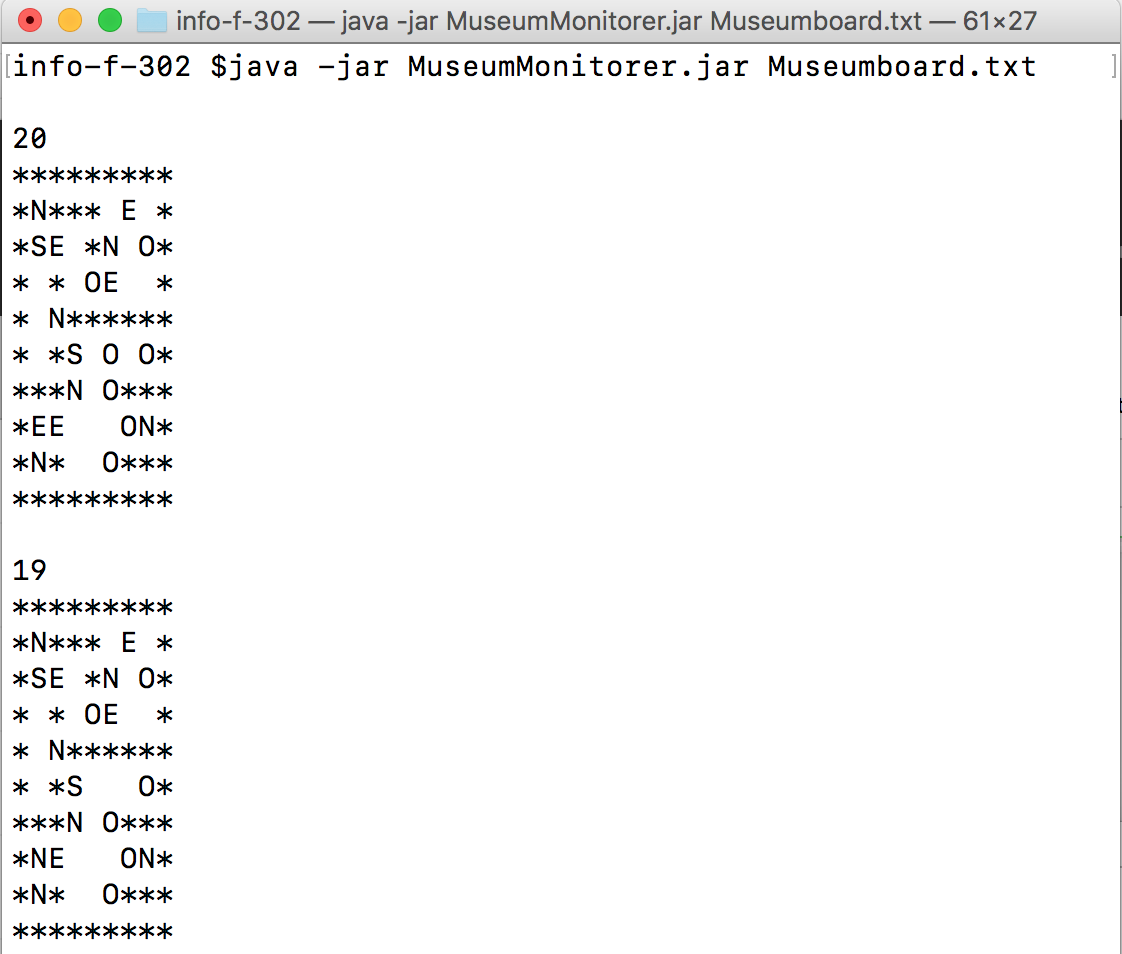 info-f-302 — java -jar MuseumMonitorer.jar Museumboard.txt — 61×27
[info-f-302 $java -jar MuseumMonitorer.jar Museumboard.txt    ]

20
*********
*N*** E *
*SE *N O*
* * OE  *
* N******
* *S O O*
***N O***
*EE   ON*
*N*  O***
*********

19
*********
*N*** E *
*SE *N O*
* * OE  *
* N******
* *S   O*
***N O***
*NE   ON*
*N*  O***
*********